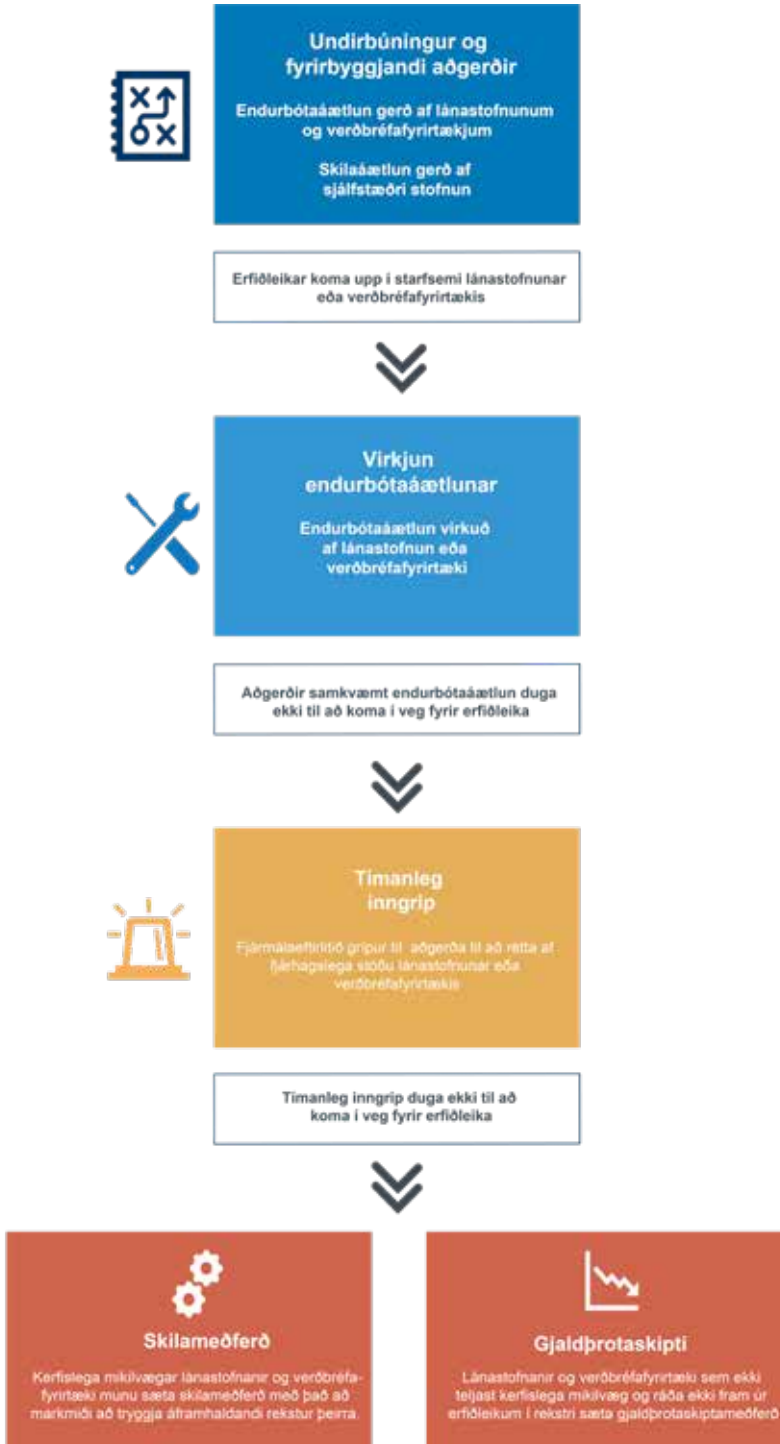 Undirbúningur og
fyrirbyggjandi aðgerðir
Endurbótaáætlun gerð af lánastofnunum
og verðbréfafyrirtækjum
Skilaáætlun gerð af
sjálfstæðri stofnun
Erfiðleikar koma upp í starfsemi lánastofnunar
eða verðbréfafyrirtækis
Virkjun
endurbótaáætlunar
Endurbótaáætlun virkuð
af lánastofnun eða
verðbréfafyrirtæki
Aðgerðir samkvæmt endurbótaáætlun duga
ekki til að koma í veg fyrir erfiðleika
Tímanleg
inngrip
Fjármálaeftirlitið grípur til aðgerða til að rétta af
fjárhagslega stöðu lánastofnunar eða
verðbréfafyrirtækis
Tímanleg inngrip duga ekki til að
koma í veg fyrir erfiðleika
Skilameðferð
Kerfislega mikilvægar lánastofnanir og verðbréfa-
fyrirtæki munu sæta skilameðferð með það að
markmiði að tryggja áframhaldandi rekstur þeirra.
Gjaldþrotaskipti
Lánastofnanir og verðbréfafyrirtæki sem ekki
teljast kerfislega mikilvæg og ráða ekki fram úr
erfiðleikum í rekstri sæta gjaldþrotaskiptameðferð